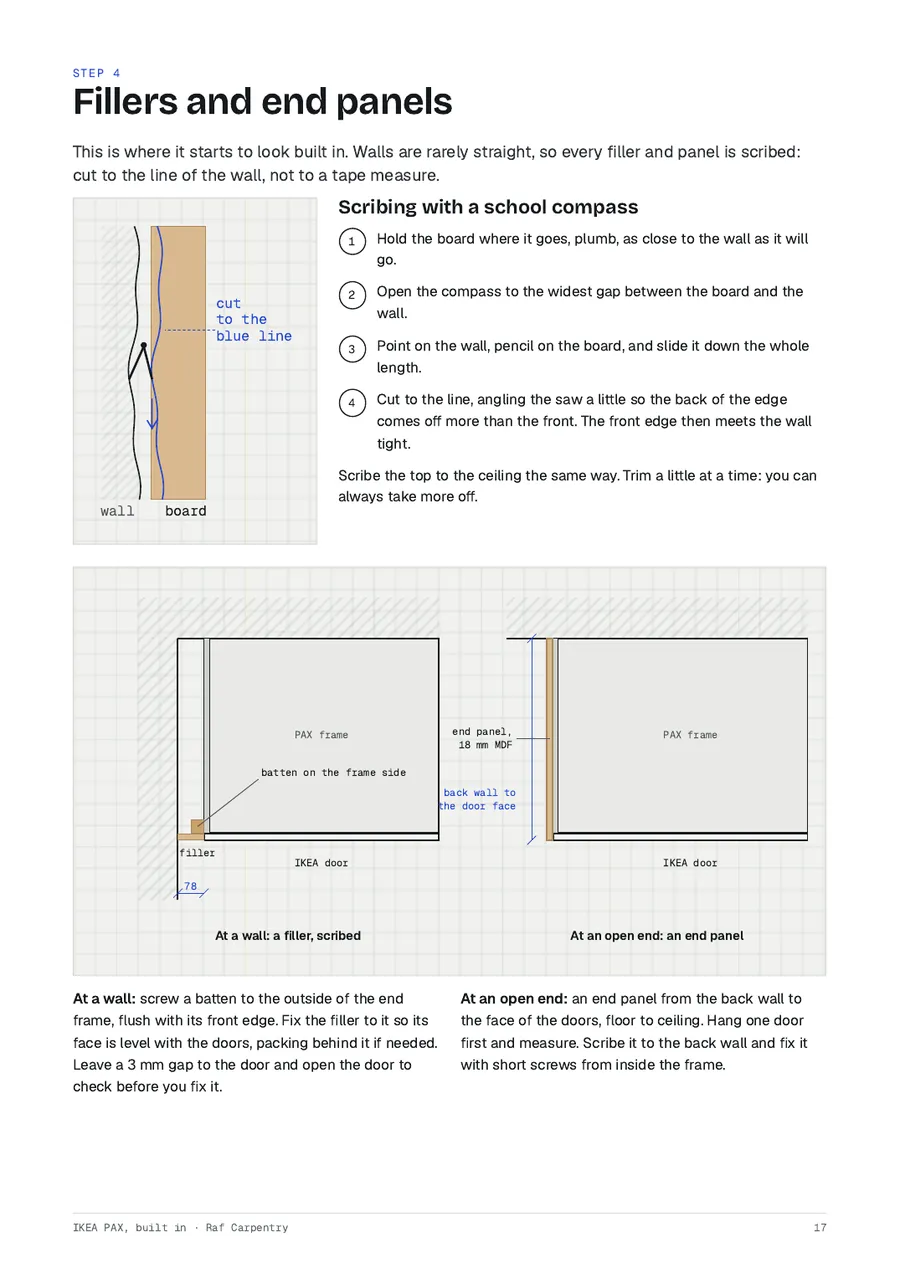 STEP 4
Fillers and end panels
This is where it starts to look built in. Walls are rarely straight, so every filler and panel is scribed:
cut to the line of the wall, not to a tape measure.
cut
to the
blue line
wall
board
Scribing with a school compass
1
Hold the board where it goes, plumb, as close to the wall as it will
go.
2
Open the compass to the widest gap between the board and the
wall.
3
Point on the wall, pencil on the board, and slide it down the whole
length.
4
Cut to the line, angling the saw a little so the back of the edge
comes off more than the front. The front edge then meets the wall
tight.
Scribe the top to the ceiling the same way. Trim a little at a time: you can
always take more off.
PAX frame
batten on the frame side
filler
IKEA door
78
At a wall: a filler, scribed
end panel,
18 mm MDF
back wall to
the door face
PAX frame
IKEA door
At an open end: an end panel
At a wall: screw a batten to the outside of the end
frame, flush with its front edge. Fix the filler to it so its
face is level with the doors, packing behind it if needed.
Leave a 3 mm gap to the door and open the door to
check before you fix it.
At an open end: an end panel from the back wall to
the face of the doors, floor to ceiling. Hang one door
first and measure. Scribe it to the back wall and fix it
with short screws from inside the frame.
IKEA PAX, built in · Raf Carpentry
17